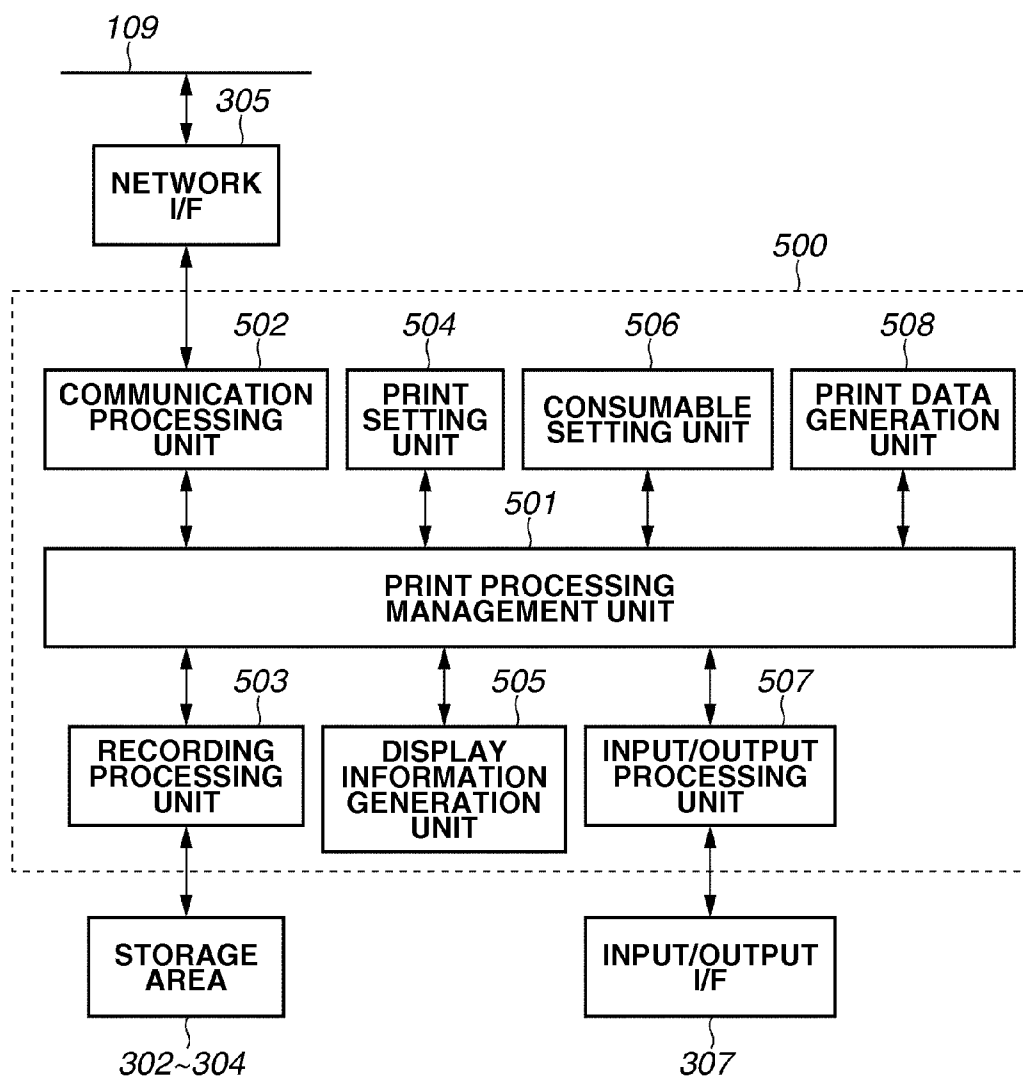 109
305
NETWORK
I/F
500
502
504
506
508
COMMUNICATION
PROCESSING
UNIT
PRINT
SETTING
UNIT
CONSUMABLE
SETTING UNIT
PRINT DATA
GENERATION
UNIT
501
PRINT PROCESSING
MANAGEMENT UNIT
503
505
507
RECORDING
PROCESSING
UNIT
DISPLAY
INFORMATION
GENERATION
UNIT
INPUT/OUTPUT
PROCESSING
UNIT
STORAGE
AREA
INPUT/OUTPUT
I/F
302~304
307